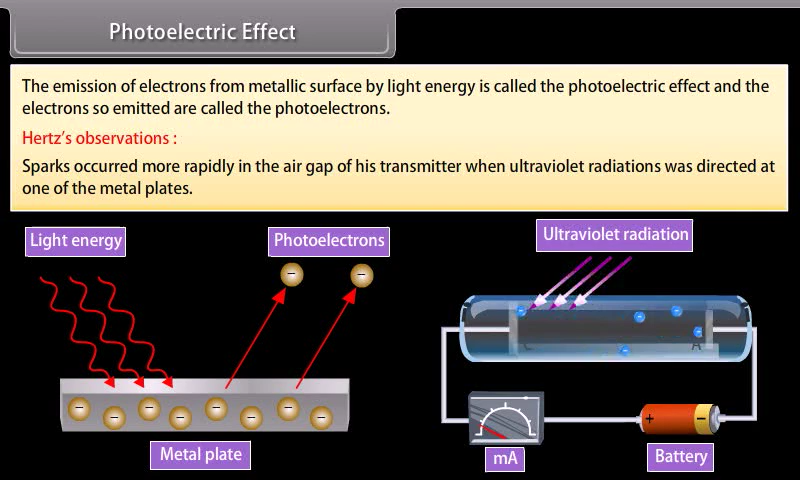 Photoelectric Effect
The emission of electrons from metallic surface by light energy is called the photoelectric effect and the
electrons so emitted are called the photoelectrons.
Hertz's observations :
Sparks occurred more rapidly in the air gap of his transmitter when ultraviolet radiations was directed at
one of the metal plates.
Light energy
Photoelectrons
Ultraviolet radiation
− −
C A
− − − − − − − −
+ −
Metal plate
mA
Battery